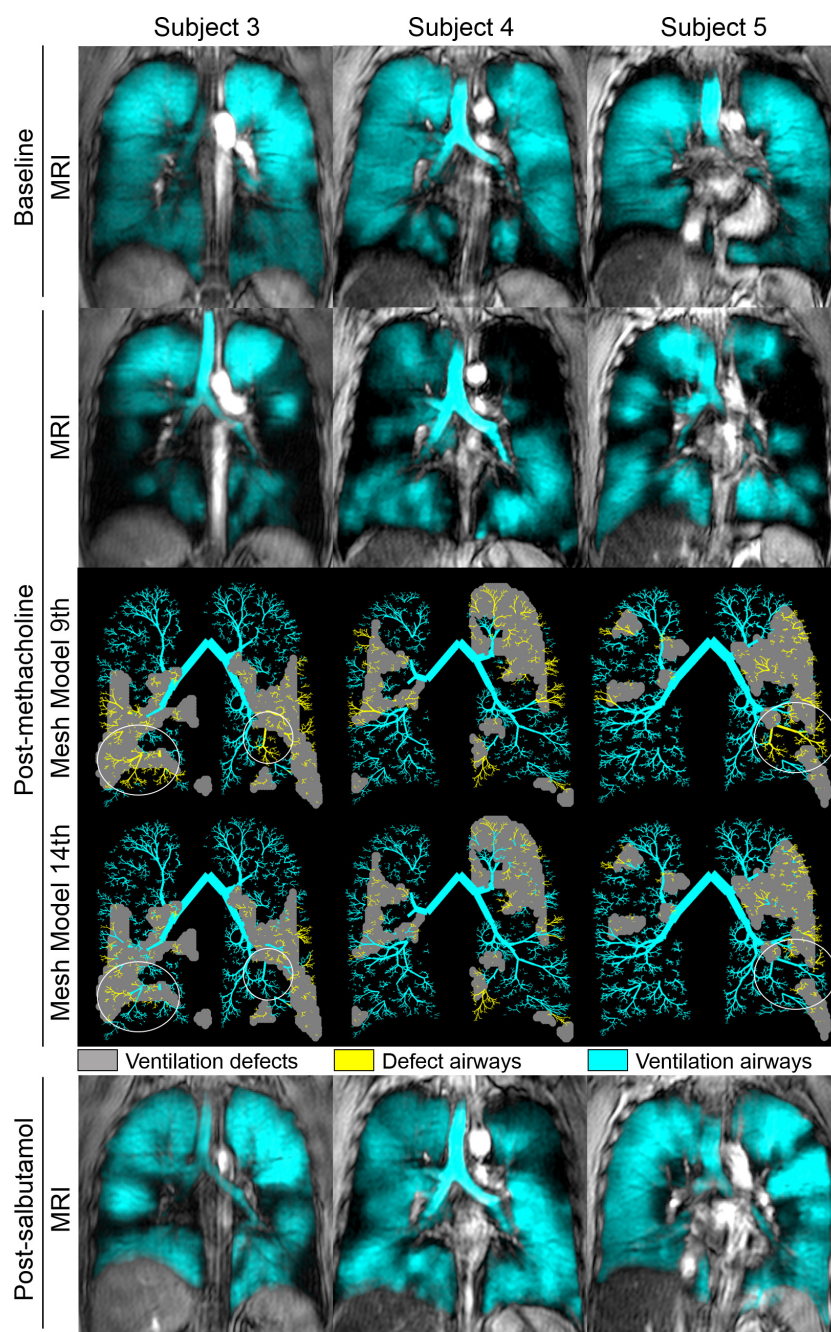 Subject 3 Subject 4 Subject 5
Baseline
MRI
Post-methacholine
MRI
Mesh Model 9th
Mesh Model 14th
Ventilation defects Defect airways Ventilation airways
Post-salbutamol
MRI